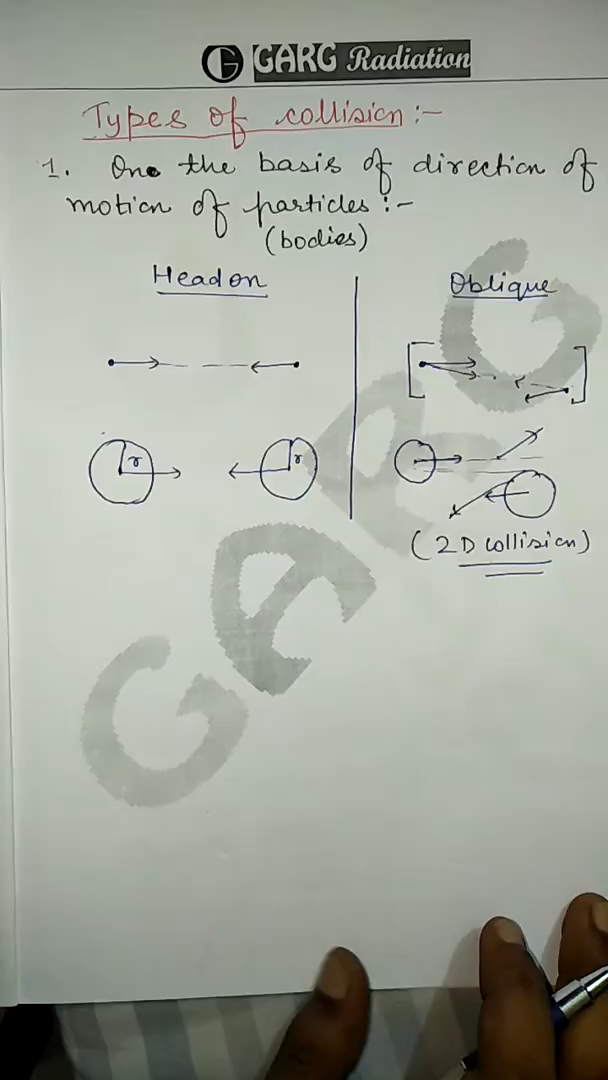 G GARG Radiation
Types of collision :-
1. One the basis of direction of
motion of particles :-
(bodies)
Head on
Oblique
r
r
(2D collision)
GARG